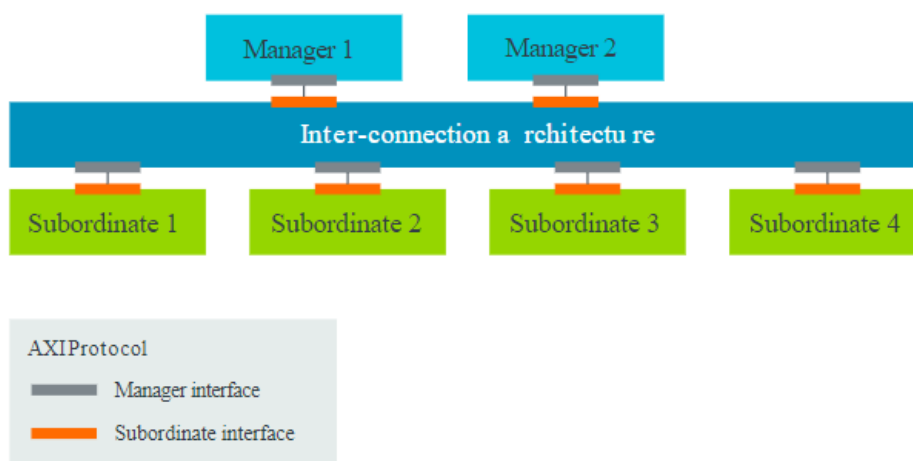 Manager 1
Manager 2
Inter-connection a rchitectu re
Subordinate 1
Subordinate 2
Subordinate 3
Subordinate 4
AXIProtocol
Manager interface
Subordinate interface